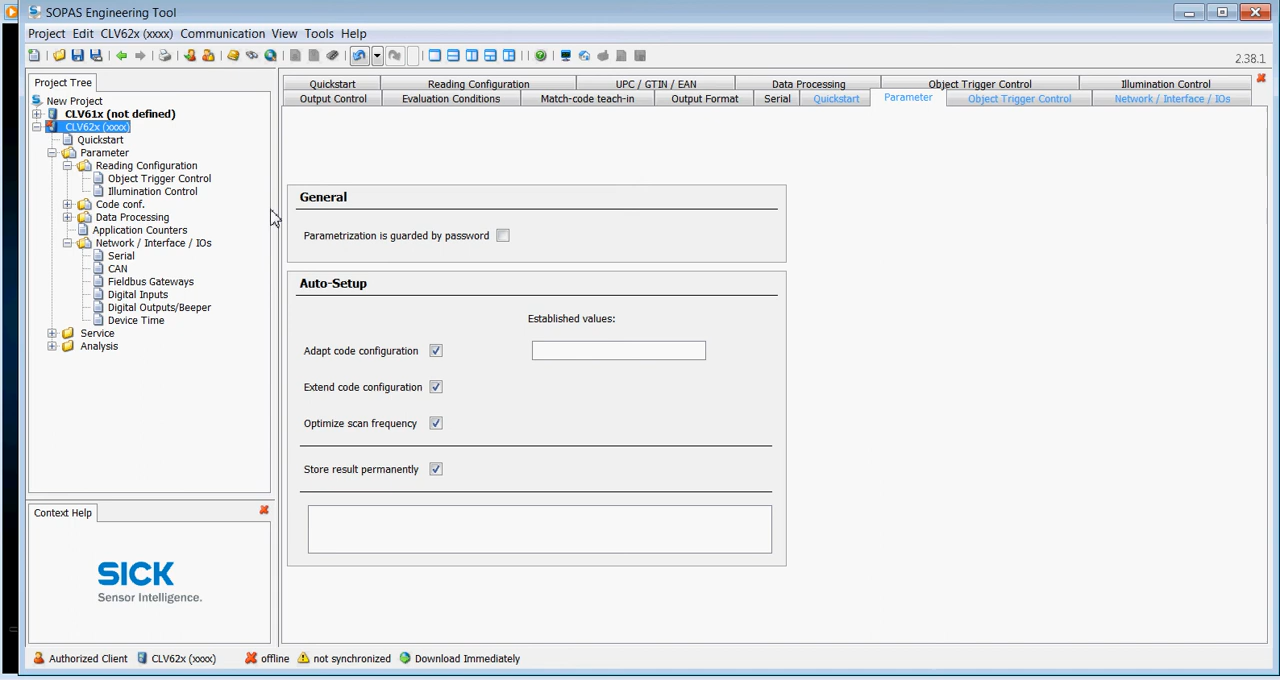 SOPAS Engineering Tool
Project Edit CLV62x (xxxx) Communication View Tools Help
2.38.1
Project Tree
New Project
CLV61x (not defined)
CLV62x (xxxx)
Quickstart
Parameter
Reading Configuration
Object Trigger Control
Illumination Control
Code conf.
Data Processing
Application Counters
Network / Interface / IOs
Serial
CAN
Fieldbus Gateways
Digital Inputs
Digital Outputs/Beeper
Device Time
Service
Analysis
Context Help
SICK
Sensor Intelligence.
Quickstart Reading Configuration UPC / GTIN / EAN Data Processing Object Trigger Control Illumination Control
Output Control Evaluation Conditions Match-code teach-in Output Format Serial Quickstart Parameter Object Trigger Control Network / Interface / IOs
General
Parametrization is guarded by password
Auto-Setup
Established values:
Adapt code configuration
Extend code configuration
Optimize scan frequency
Store result permanently
Authorized Client CLV62x (xxxx) offline not synchronized Download Immediately